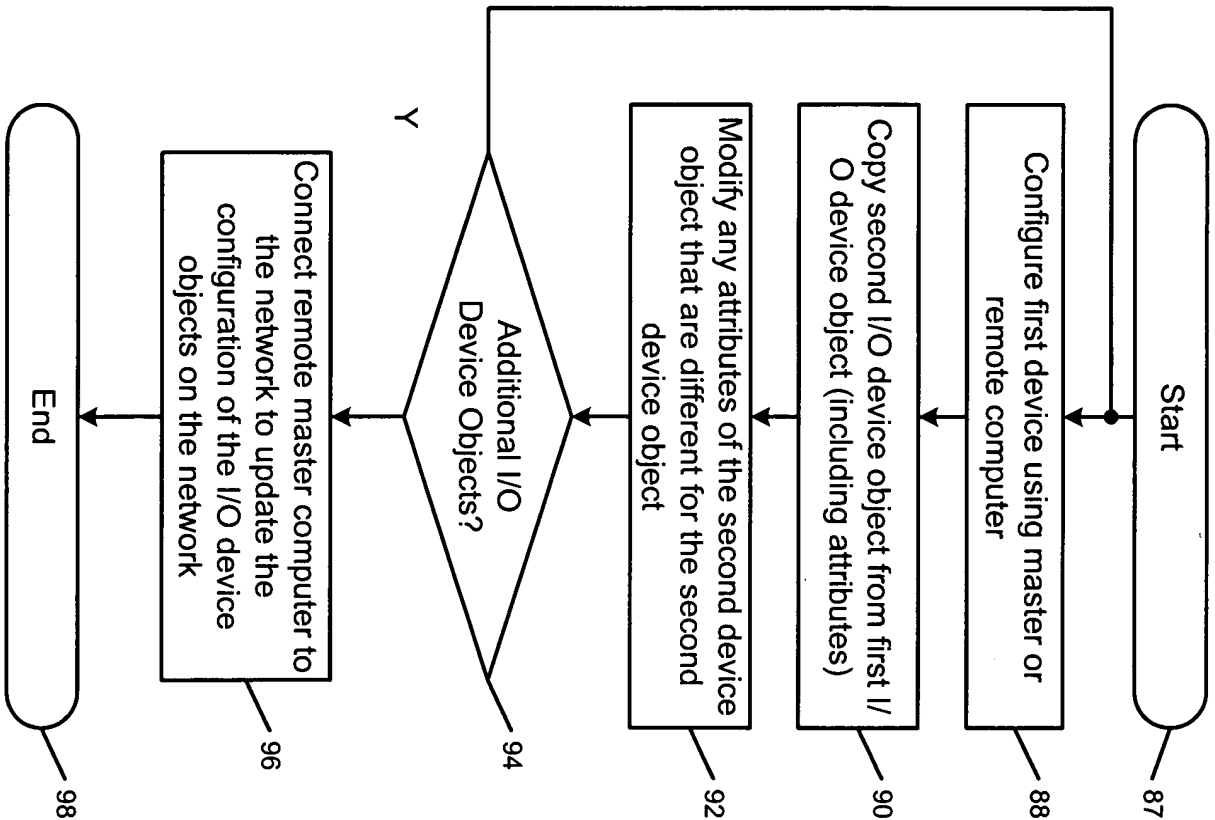 Start
87
Configure first device using master or
remote computer
88
Copy second I/O device object from first I/
O device object (including attributes)
90
Modify any attributes of the second device
object that are different for the second
device object
92
Additional I/O
Device Objects?
94
Y
Connect remote master computer to
the network to update the
configuration of the I/O device
objects on the network
96
End
98